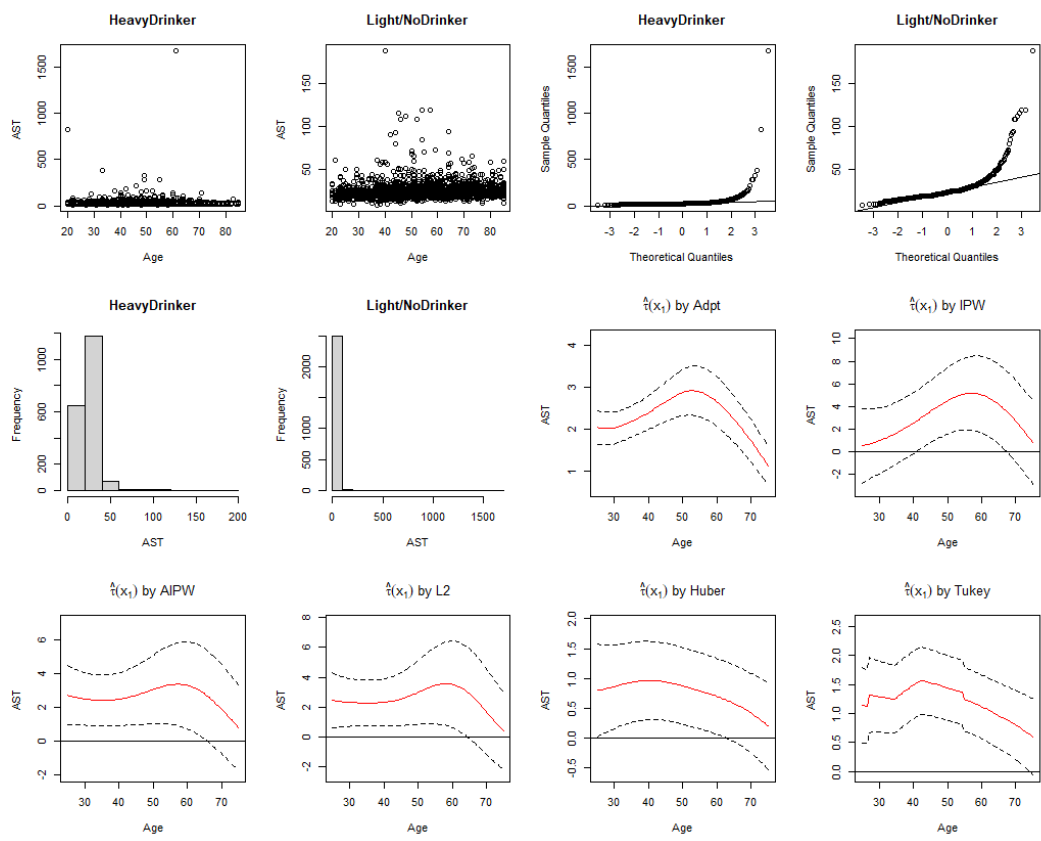 HeavyDrinker
AST
0 500 1000 1500
20 30 40 50 60 70 80
Age
Light/NoDrinker
AST
50 100 150
20 30 40 50 60 70 80
Age
HeavyDrinker
Sample Quantiles
0 500 1000 1500
-3 -2 -1 0 1 2 3
Theoretical Quantiles
Light/NoDrinker
Sample Quantiles
50 100 150
-3 -2 -1 0 1 2 3
Theoretical Quantiles
HeavyDrinker
Frequency
0 200 600 1000
0 50 100 150 200
AST
Light/NoDrinker
Frequency
0 500 1000 2000
0 500 1000 1500
AST
τ̂(x₁) by Adpt
AST
1 2 3 4
30 40 50 60 70
Age
τ̂(x₁) by IPW
AST
-2 0 2 4 6 8 10
30 40 50 60 70
Age
τ̂(x₁) by AIPW
AST
-2 0 2 4 6
30 40 50 60 70
Age
τ̂(x₁) by L2
AST
-2 0 2 4 6 8
30 40 50 60 70
Age
τ̂(x₁) by Huber
AST
-0.5 0.0 0.5 1.0 1.5 2.0
30 40 50 60 70
Age
τ̂(x₁) by Tukey
AST
0.0 0.5 1.0 1.5 2.0 2.5
30 40 50 60 70
Age